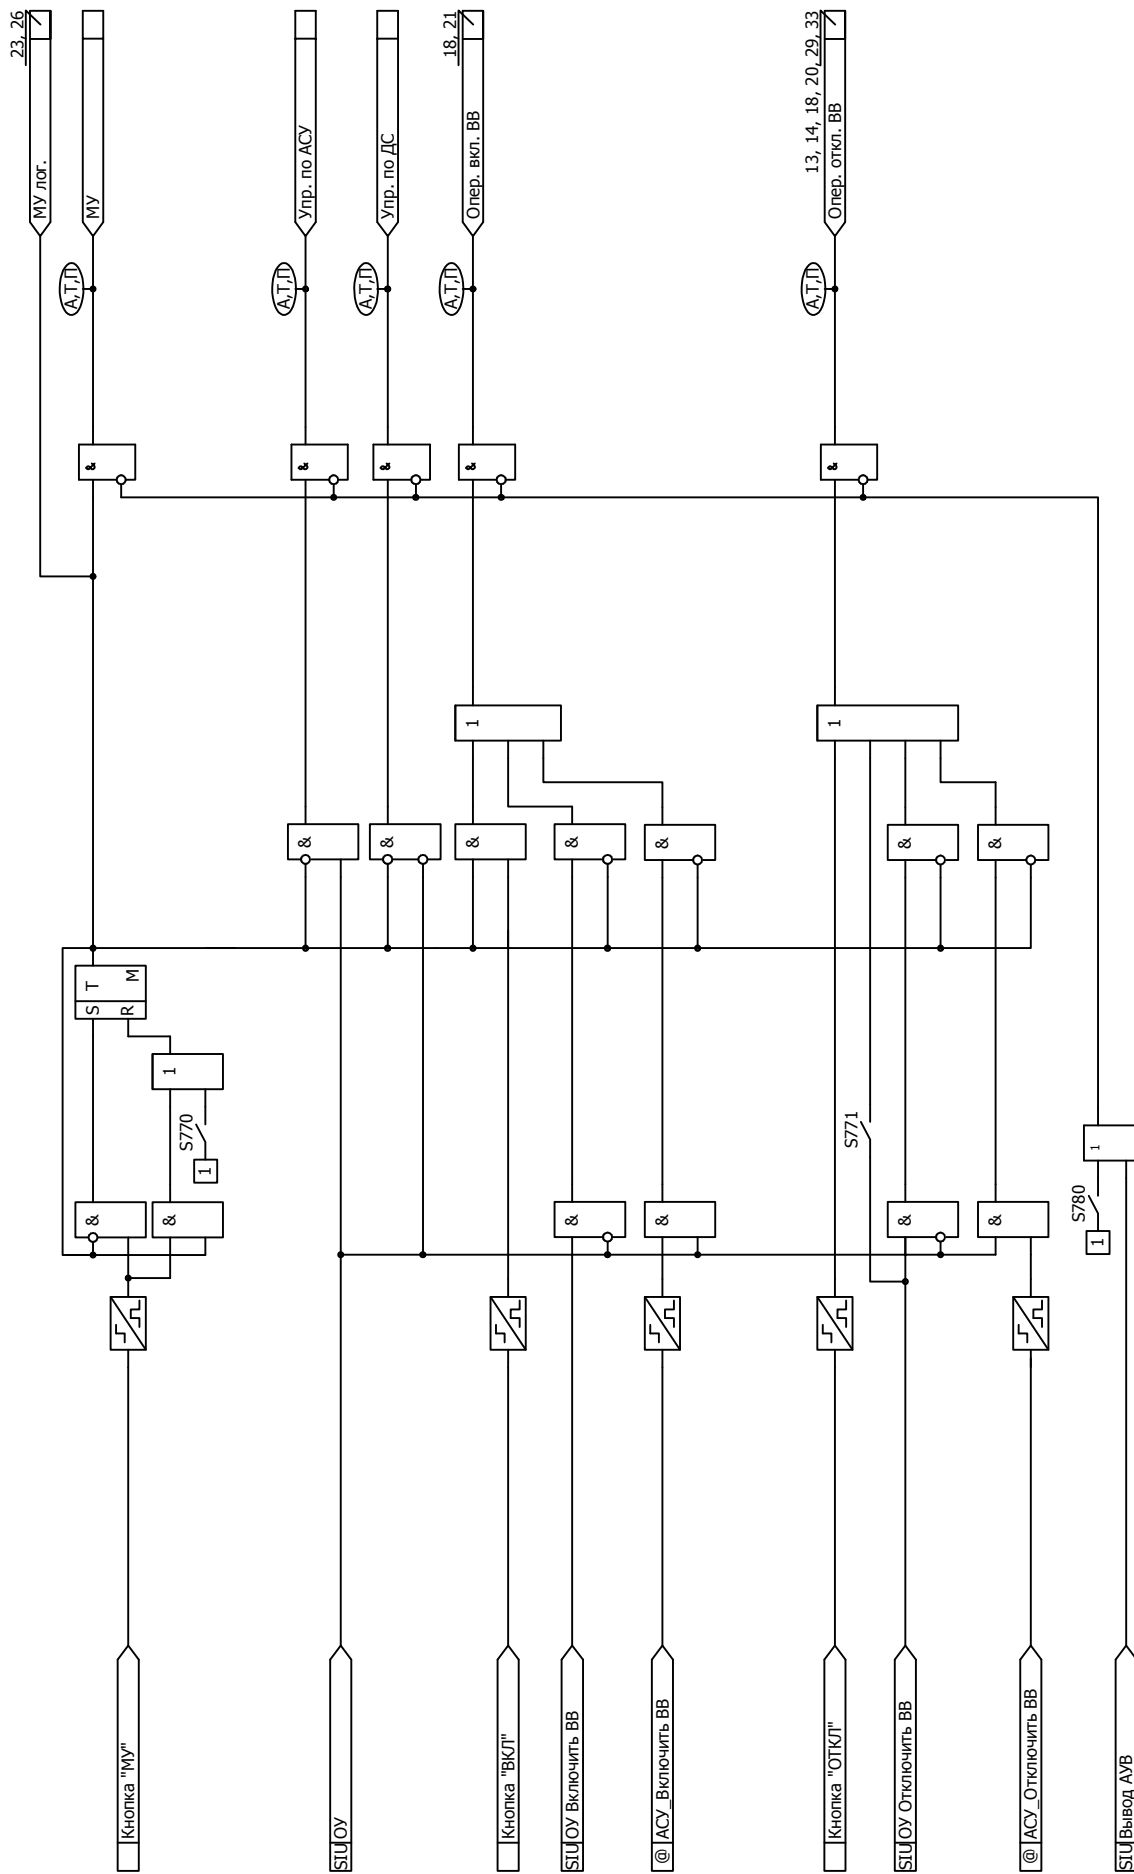 23, 26
МУ лог.
МУ
Упр. по АСУ
Упр. по ДС
18, 21
Опер. вкл. ВВ
13, 14, 18, 20, 29, 33
Опер. откл. ВВ
А,Т,П
А,Т,П
А,Т,П
А,Т,П
А,Т,П
&
&
&
&
&
1
1
&
&
&
&
&
&
&
S T M
R
1
S770
1
S771
&
&
&
&
&
&
1
S780
1
Кнопка "МУ"
SIU ОУ
Кнопка "ВКЛ"
SIU ОУ Включить ВВ
@ АСУ_Включить ВВ
Кнопка "ОТКЛ"
SIU ОУ Отключить ВВ
@ АСУ_Отключить ВВ
SIU Вывод АУВ